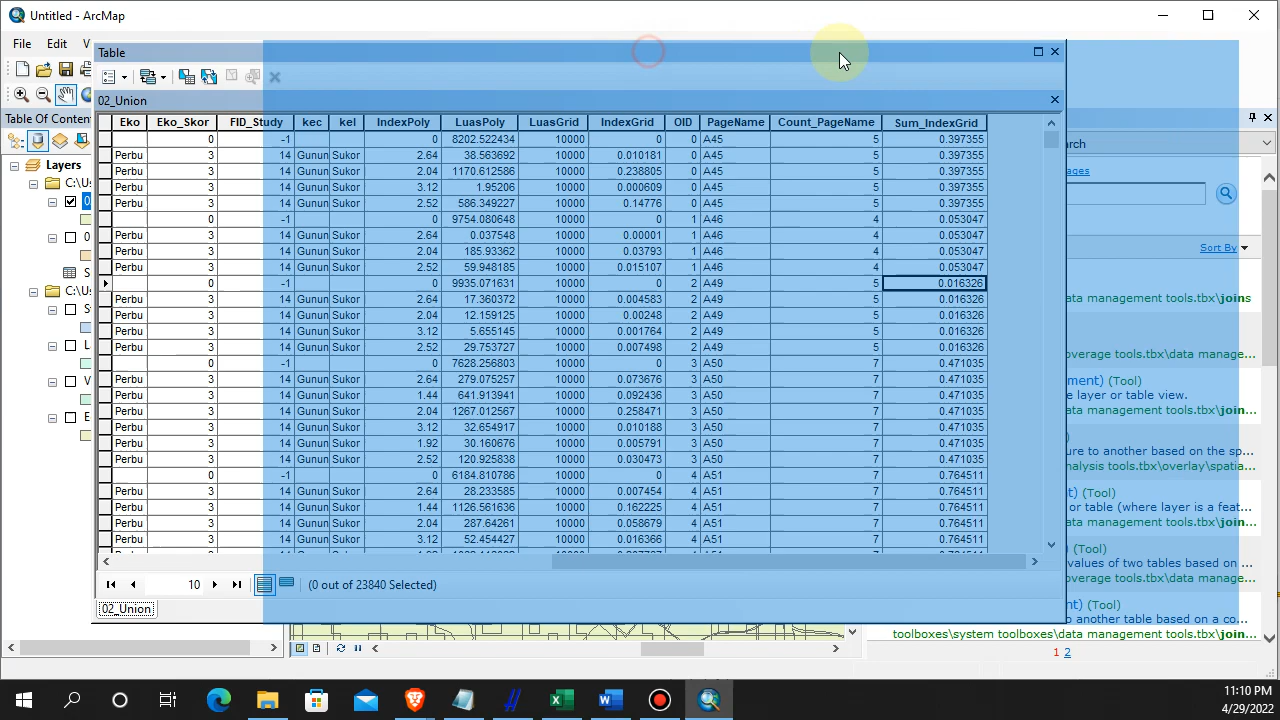 Untitled - ArcMap
File Edit V
Table
Table Of Conten
02_Union
Eko Eko_Skor FID_Study kec kel IndexPoly LuasPoly LuasGrid IndexGrid OID PageName Count_PageName Sum_IndexGrid
0 -1 0 8202.522434 10000 0 0 A45 5 0.397355
Perbu 3 14 Gunun Sukor 2.64 38.563692 10000 0.010181 0 A45 5 0.397355
Perbu 3 14 Gunun Sukor 2.04 1170.612586 10000 0.238805 0 A45 5 0.397355
Perbu 3 14 Gunun Sukor 3.12 1.95206 10000 0.000609 0 A45 5 0.397355
Perbu 3 14 Gunun Sukor 2.52 586.349227 10000 0.14776 0 A45 5 0.397355
0 -1 0 9754.080648 10000 0 1 A46 4 0.053047
Perbu 3 14 Gunun Sukor 2.64 0.037548 10000 0.00001 1 A46 4 0.053047
Perbu 3 14 Gunun Sukor 2.04 185.93362 10000 0.03793 1 A46 4 0.053047
Perbu 3 14 Gunun Sukor 2.52 59.948185 10000 0.015107 1 A46 4 0.053047
0 -1 0 9935.071631 10000 0 2 A49 5 0.016326
Perbu 3 14 Gunun Sukor 2.64 17.360372 10000 0.004583 2 A49 5 0.016326
Perbu 3 14 Gunun Sukor 2.04 12.159125 10000 0.00248 2 A49 5 0.016326
Perbu 3 14 Gunun Sukor 3.12 5.655145 10000 0.001764 2 A49 5 0.016326
Perbu 3 14 Gunun Sukor 2.52 29.753727 10000 0.007498 2 A49 5 0.016326
0 -1 0 7628.256803 10000 0 3 A50 7 0.471035
Perbu 3 14 Gunun Sukor 2.64 279.075257 10000 0.073676 3 A50 7 0.471035
Perbu 3 14 Gunun Sukor 1.44 641.913941 10000 0.092436 3 A50 7 0.471035
Perbu 3 14 Gunun Sukor 2.04 1267.012567 10000 0.258471 3 A50 7 0.471035
Perbu 3 14 Gunun Sukor 3.12 32.654917 10000 0.010188 3 A50 7 0.471035
Perbu 3 14 Gunun Sukor 1.92 30.160676 10000 0.005791 3 A50 7 0.471035
Perbu 3 14 Gunun Sukor 2.52 120.925838 10000 0.030473 3 A50 7 0.471035
0 -1 0 6184.810786 10000 0 4 A51 7 0.764511
Perbu 3 14 Gunun Sukor 2.64 28.233585 10000 0.007454 4 A51 7 0.764511
Perbu 3 14 Gunun Sukor 1.44 1126.561636 10000 0.162225 4 A51 7 0.764511
Perbu 3 14 Gunun Sukor 2.04 287.64261 10000 0.058679 4 A51 7 0.764511
Perbu 3 14 Gunun Sukor 3.12 52.454427 10000 0.016366 4 A51 7 0.764511
10 (0 out of 23840 Selected)
02_Union
Layers
C:\Us
0
0
S
C:\Us
Sy
L
V
E
arch
ages
Sort By
ata management tools.tbx\joins
overage tools.tbx\data manage...
ment) (Tool)
e layer or table view.
ata management tools.tbx\join...
ure to another based on the sp...
nalysis tools.tbx\overlay\spatia...
t) (Tool)
or table (where layer is a feat...
ata management tools.tbx\join...
(Tool)
values of two tables based on ...
overage tools.tbx\data manage...
nt) (Tool)
o another table based on a co...
toolboxes\system toolboxes\data management tools.tbx\join...
1 2
11:10 PM
4/29/2022